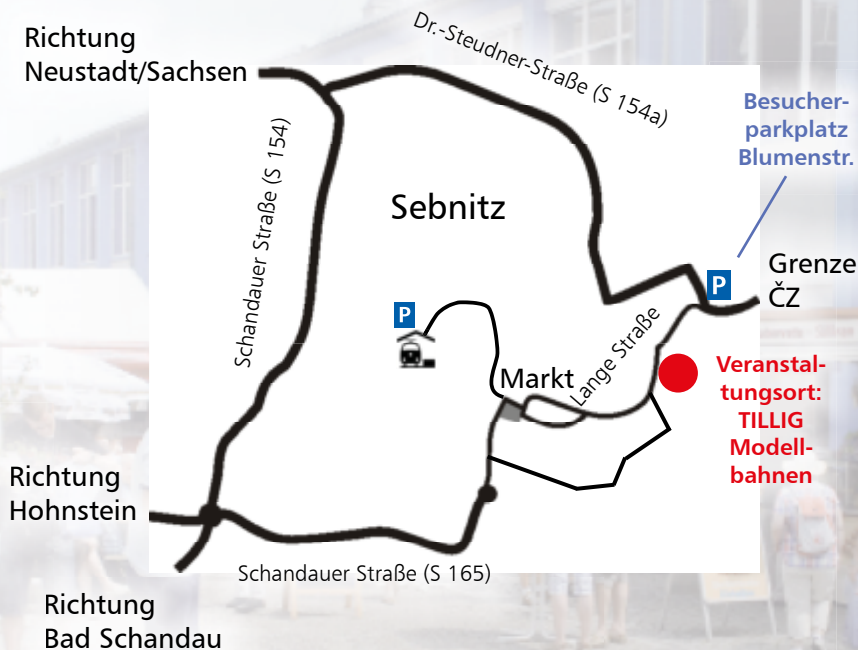 Richtung
Neustadt/Sachsen
Dr.-Steudner-Straße (S 154a)
Besucher-
parkplatz
Blumenstr.
Schandauer Straße (S 154)
Sebnitz
P
Grenze
ČZ
P
Lange Straße
Markt
Veranstal-
tungsort:
TILLIG
Modell-
bahnen
Richtung
Hohnstein
Schandauer Straße (S 165)
Richtung
Bad Schandau